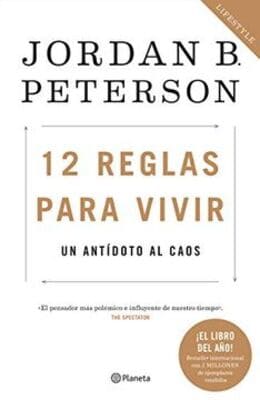 LIFESTYLE
JORDAN B.
PETERSON
12 REGLAS
PARA VIVIR
UN ANTÍDOTO AL CAOS
«El pensador más polémico e influyente de nuestro tiempo»,
THE SPECTATOR
¡EL LIBRO
DEL AÑO!
Bestseller internacional
con 2 MILLONES
de ejemplares
vendidos
Planeta